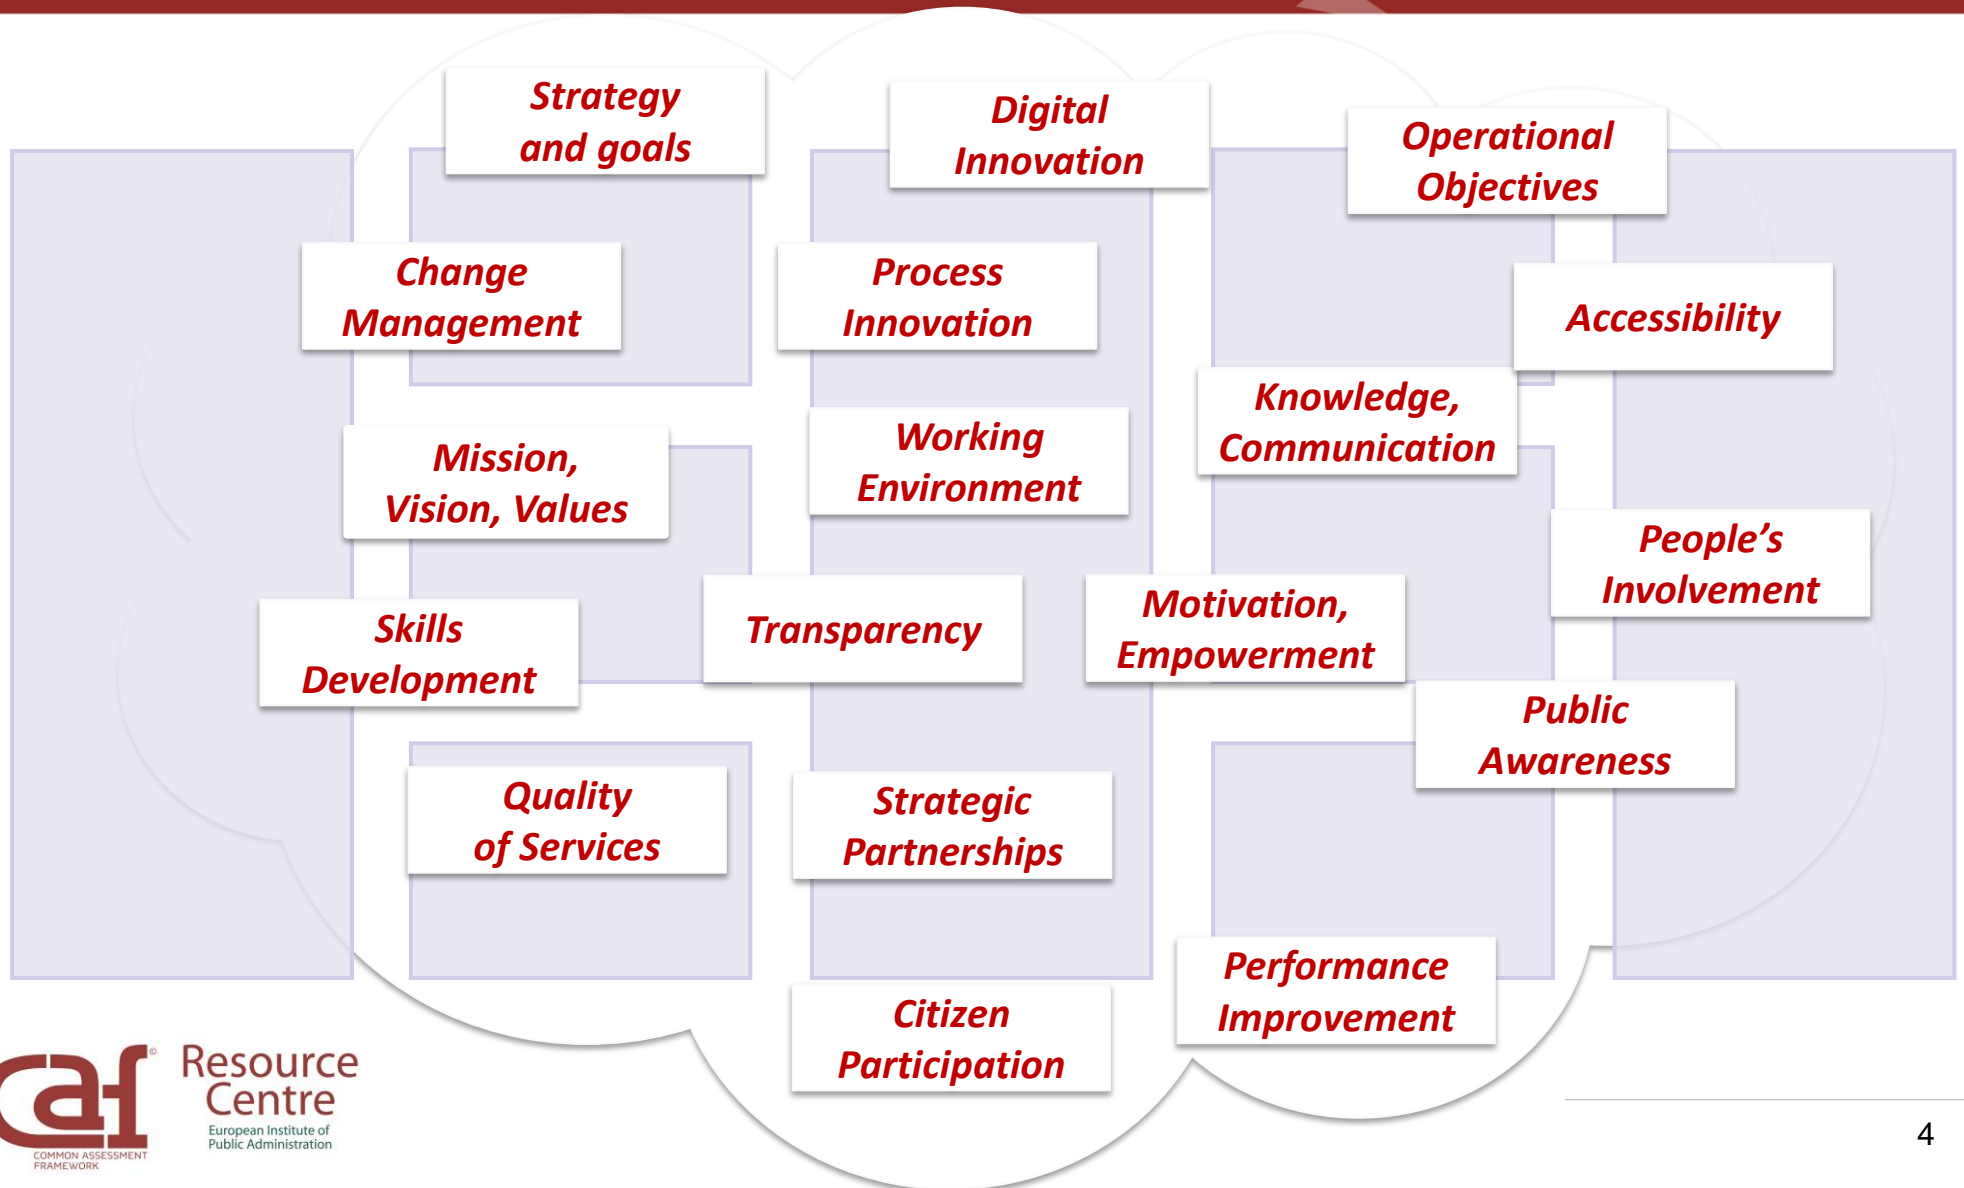 Strategy
and goals
Digital
Innovation
Operational
Objectives
Change
Management
Process
Innovation
Accessibility
Knowledge,
Communication
Mission,
Vision, Values
Working
Environment
People’s
Involvement
Skills
Development
Transparency
Motivation,
Empowerment
Public
Awareness
Quality
of Services
Strategic
Partnerships
Performance
Improvement
Citizen
Participation
caf ©
COMMON ASSESSMENT
FRAMEWORK
Resource
Centre
European Institute of
Public Administration
4